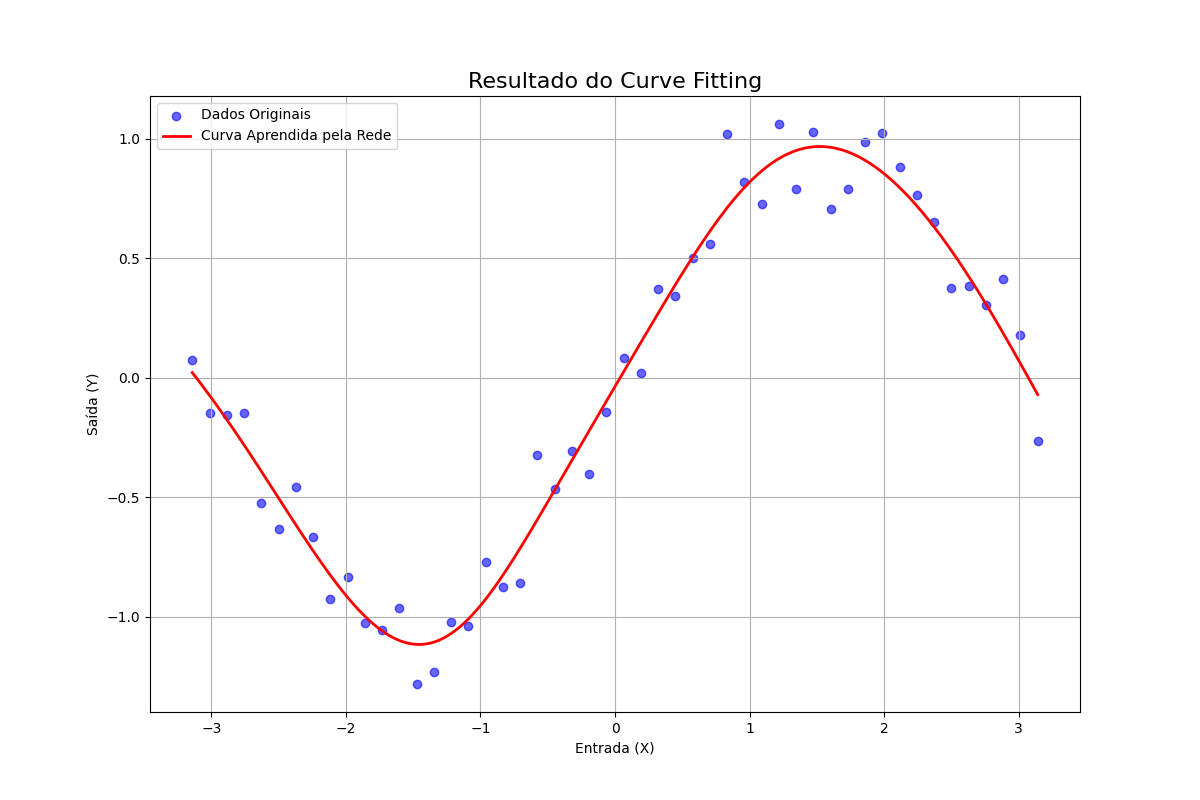 Resultado do Curve Fitting
Dados Originais
Curva Aprendida pela Rede
1.0
0.5
0.0
−0.5
−1.0
Saída (Y)
−3 −2 −1 0 1 2 3
Entrada (X)